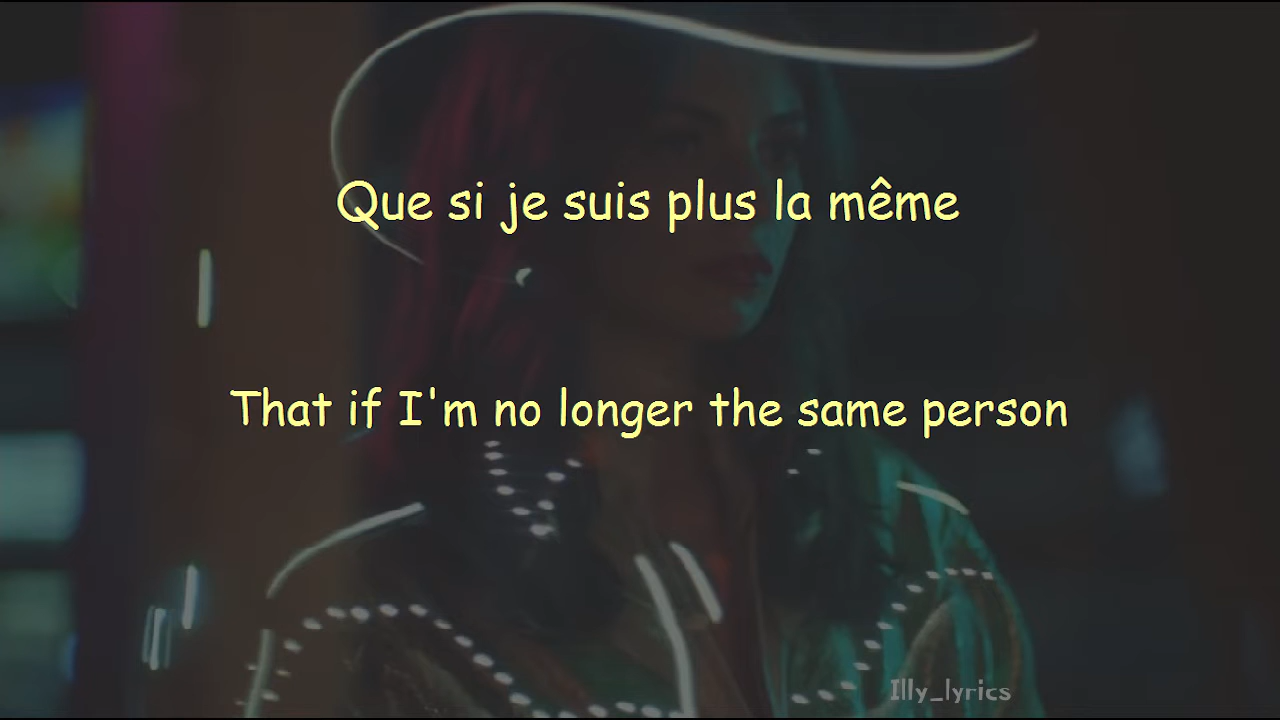 Que si je suis plus la même
That if I'm no longer the same person
Illy_lyrics